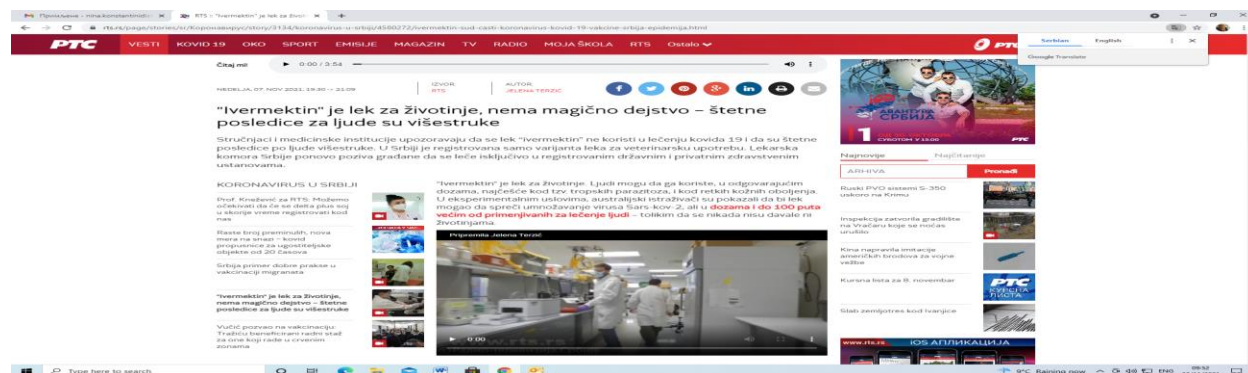 RTS > "Ivermektin" je lek za život
rts.rs/page/stories/sr/Коронавирус/story/3134/koronavirus-u-srbiji/4580272/ivermektin-sud-zastiti-koronavirus-kovid-19-vakcine-srbija-epidemija.html
РТС VESTI KOVID 19 OKO SPORT EMISIJE MAGAZIN TV RADIO MOJA ŠKOLA RTS Ostalo
Serbian English
Google Translate
Čitaj mi!
0:00 / 3:54
NEDELJA, 07. NOV 2021, 19:30 -> 21:09
IZVOR:
RTS
AUTOR:
JELENA TERZIĆ
"Ivermektin" je lek za životinje, nema magično dejstvo – štetne
posledice za ljude su višestruke
Stručnjaci i medicinske institucije upozoravaju da se lek "ivermektin" ne koristi u lečenju kovida 19 i da su štetne
posledice po ljude višestruke. U Srbiji je registrovana samo varijanta leka za veterinarsku upotrebu. Lekarska
komora Srbije ponovo poziva građane da se leče isključivo u registrovanim državnim i privatnim zdravstvenim
ustanovama.
KORONAVIRUS U SRBIJI
Prof. Knežević za RTS: Možemo
očekivati da će se delta plus soj
u skorije vreme registrovati kod
nas
Raste broj preminulih, nova
mera na snazi – kovid
propusnice za ugostiteljske
objekte od 20 časova
Srbija primer dobre prakse u
vakcinaciji migranata
"Ivermektin" je lek za životinje,
nema magično dejstvo – štetne
posledice za ljude su višestruke
Vučić pozvao na vakcinaciju:
Tražiću beneficirani radni staž
za one koji rade u crvenim
zonama
"Ivermektin" je lek za životinje. Ljudi mogu da ga koriste, u odgovarajućim
dozama, najčešće kod tzv. tropskih parazitoza, i kod retkih kožnih oboljenja.
U eksperimentalnim uslovima, australijski istraživači su pokazali da bi lek
mogao da spreči umnožavanje virusa Sars-kov-2, ali u dozama i do 100 puta
većim od primenjivanih za lečenje ljudi – tolikim da se nikada nisu davale ni
životinjama.
Pripremila Jelena Terzić
0:00
www.rts.rs
АВАНТУРА
СРБИЈА
СУБОТОМ У 15:00
РТС
Najnovije Najčitanije
ARHIVA Pronađi
Ruski PVO sistemi S-350
uskoro na Krimu
Inspekcija zatvorila gradilište
na Vračaru koje se noćas
urušilo
Kina napravila imitacije
američkih brodova za vojne
vežbe
Kursna lista za 8. novembar
РТС
КУРСНА
ЛИСТА
Slab zemljotres kod Ivanjice
www.rts.rs iOS АПЛИКАЦИЈА
Type here to search
9°C Raining now ENG 09:52